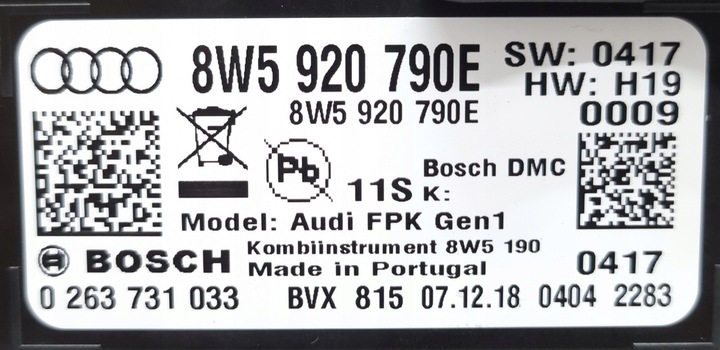 8W5 920 790E SW: 0417
HW: H19
8W5 920 790E 0009
Pb
Bosch DMC
11S K:
Model: Audi FPK Gen1
BOSCH Kombiinstrument 8W5 190
Made in Portugal 0417
0 263 731 033 BVX 815 07.12.18 0404 2283